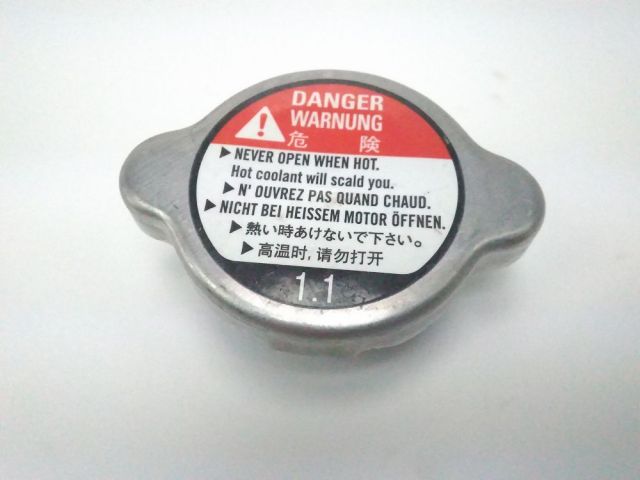 DANGER
WARNUNG
危 険
▶ NEVER OPEN WHEN HOT.
Hot coolant will scald you.
▶ N' OUVREZ PAS QUAND CHAUD.
▶ NICHT BEI HEISSEM MOTOR ÖFFNEN.
▶ 熱い時あけないで下さい。
▶ 高温时,请勿打开
1.1